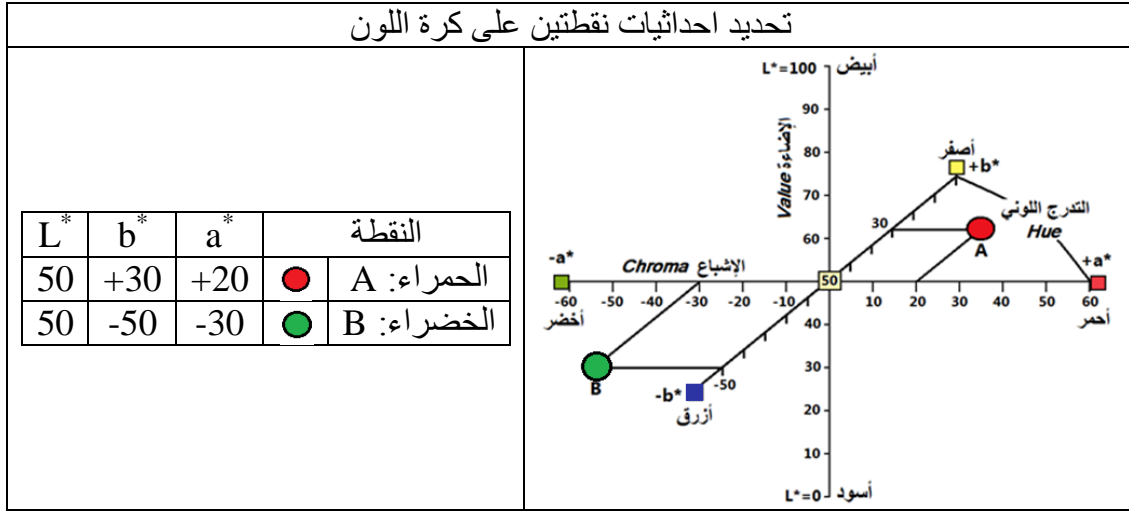 تحديد احداثيات نقطتين على كرة اللون
النقطة a* b* L*
الحمراء: A +20 +30 50
الخضراء: B -30 -50 50
L*=100 أبيض
90
80
70
60
50
40
30
20
10
L*=0 أسود
الإضاءة Value
أصفر
+b*
التدرج اللوني
Hue
30
A
-a*
الإشباع Chroma
+a*
-60 -50 -40 -30 -20 -10 10 20 30 40 50 60
أخضر
أحمر
B
-50
-b*
أزرق